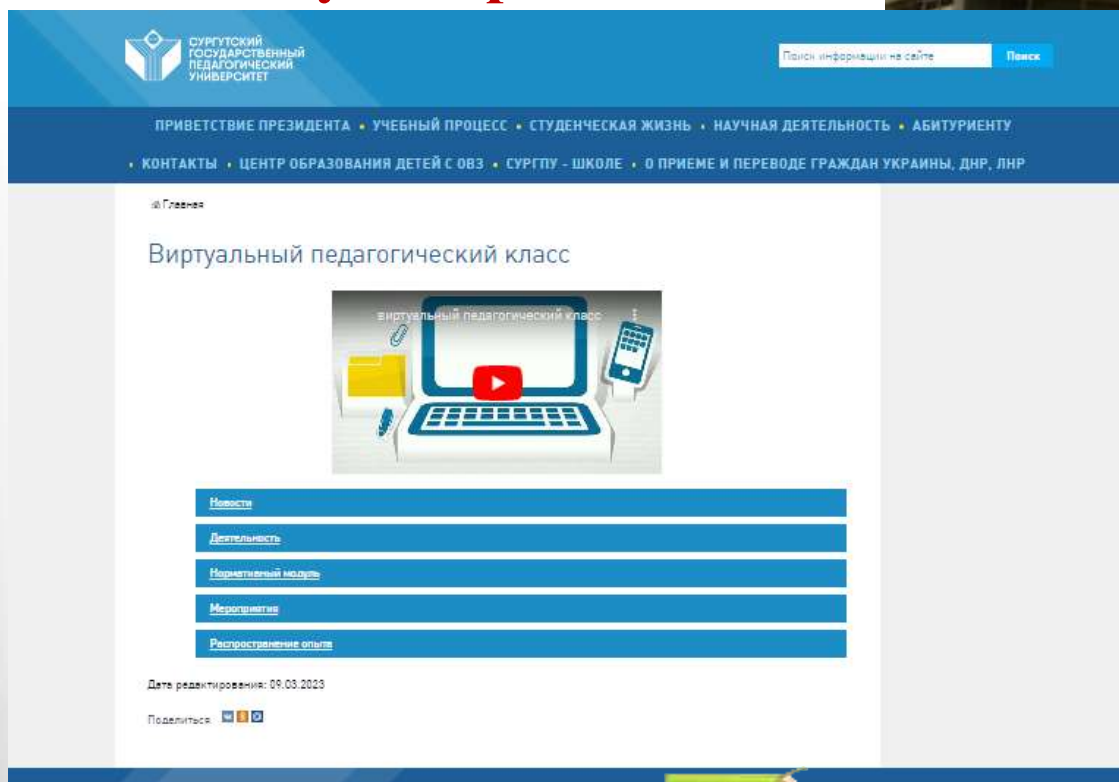 СУРГУТСКИЙ
ГОСУДАРСТВЕННЫЙ
ПЕДАГОГИЧЕСКИЙ
УНИВЕРСИТЕТ
Поиск информации на сайте
Поиск
ПРИВЕТСТВИЕ ПРЕЗИДЕНТА • УЧЕБНЫЙ ПРОЦЕСС • СТУДЕНЧЕСКАЯ ЖИЗНЬ • НАУЧНАЯ ДЕЯТЕЛЬНОСТЬ • АБИТУРИЕНТУ
• КОНТАКТЫ • ЦЕНТР ОБРАЗОВАНИЯ ДЕТЕЙ С ОВЗ • СУРГПУ - ШКОЛЕ • О ПРИЕМЕ И ПЕРЕВОДЕ ГРАЖДАН УКРАИНЫ, ДНР, ЛНР
Главная
Виртуальный педагогический класс
виртуальный педагогический класс
Новости
Деятельность
Нормативный модуль
Мероприятия
Распространение опыта
Дата редактирования: 09.03.2023
Поделиться